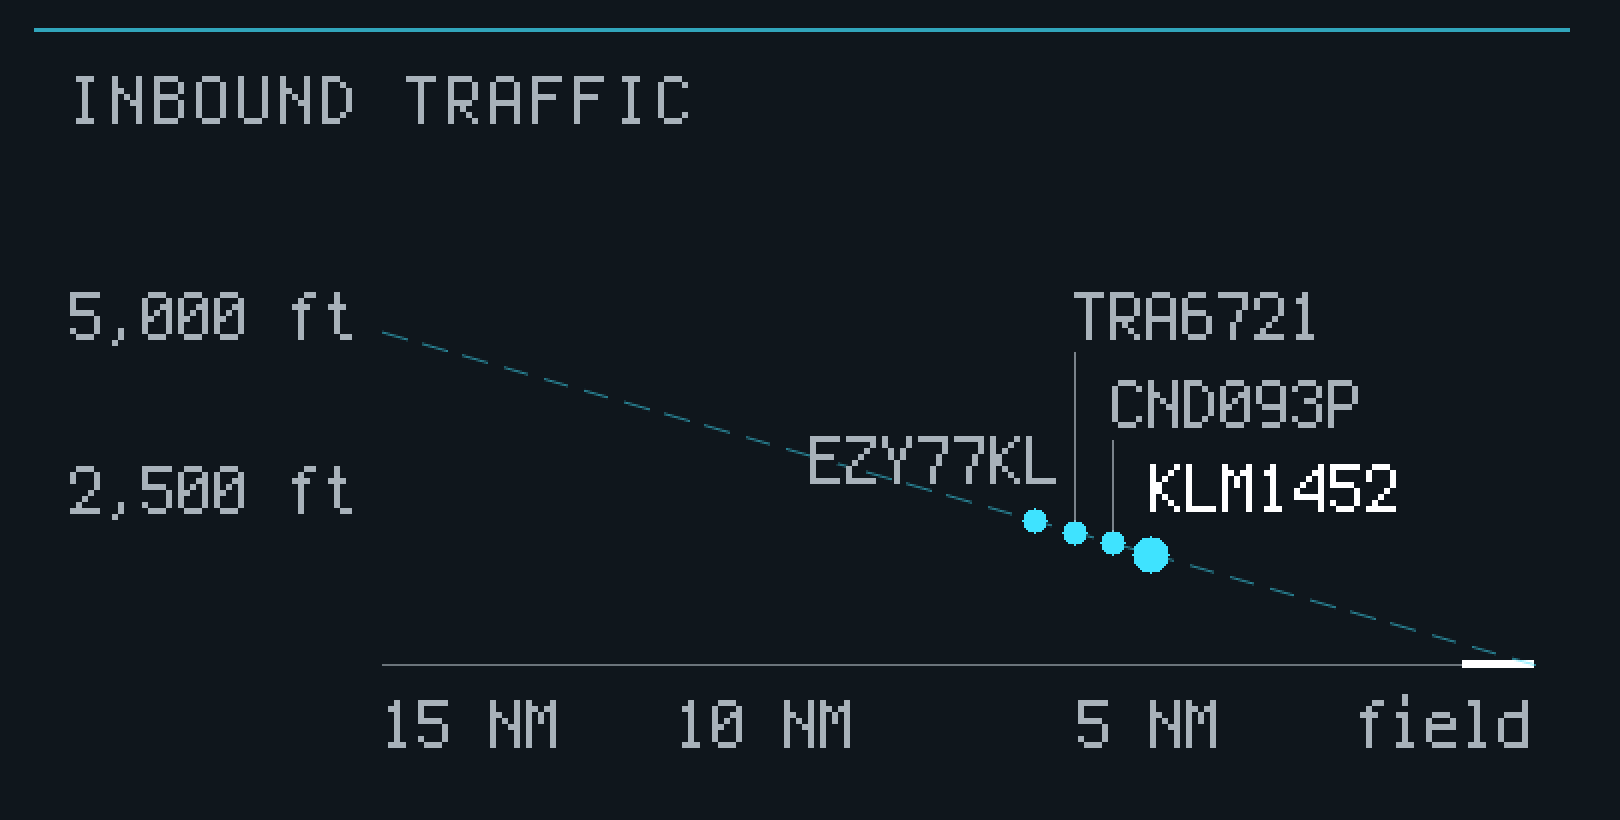 INBOUND TRAFFIC
5,000 ft
TRA6721
CND093P
EZY77KL
2,500 ft
KLM1452
15 NM 10 NM 5 NM field